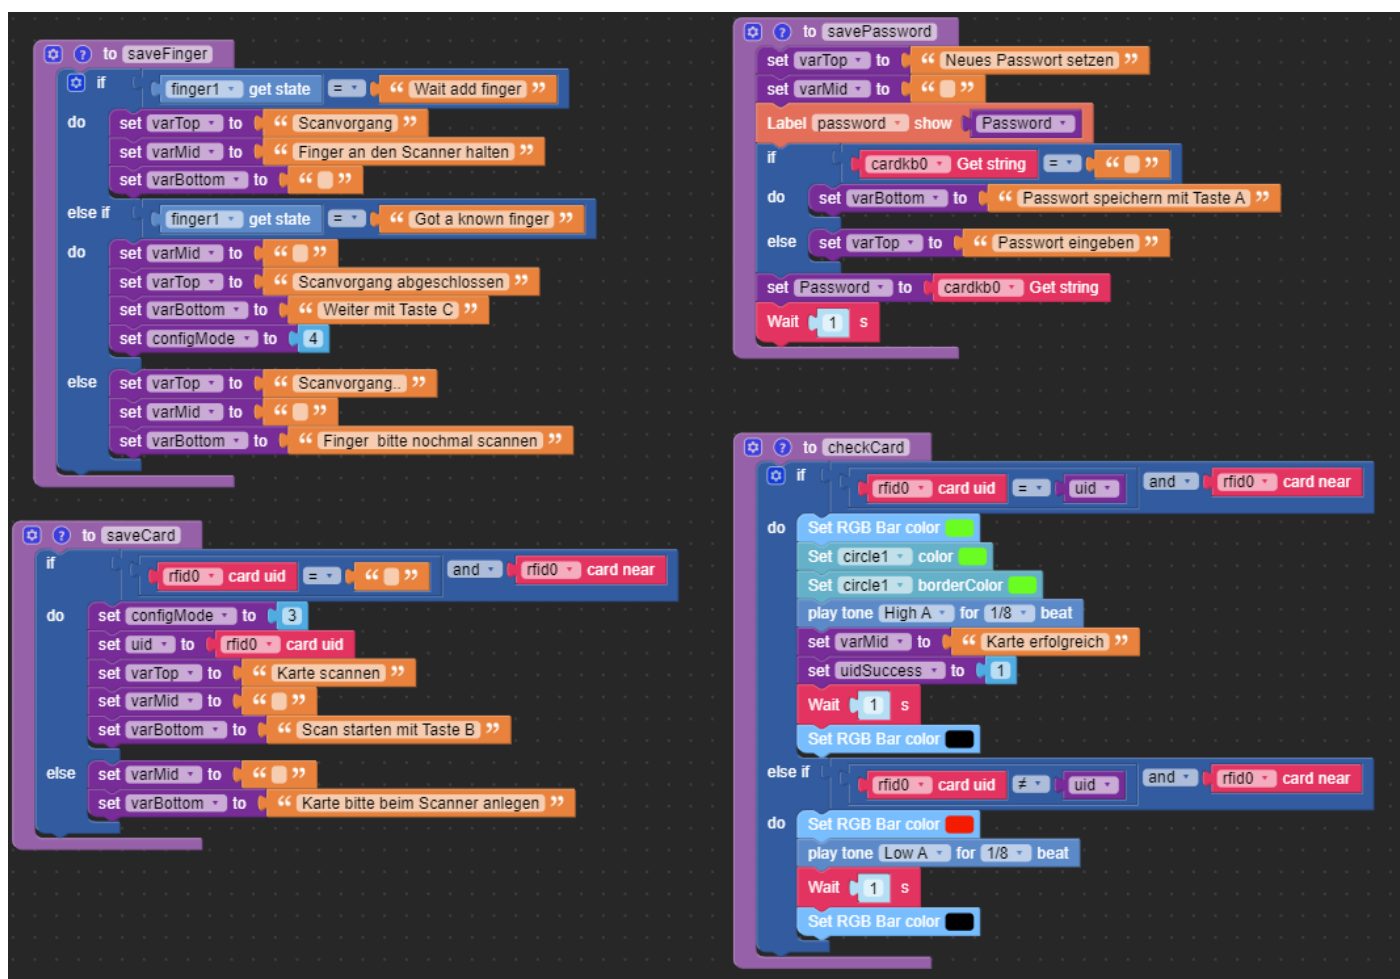 to saveFinger
if finger1 get state = “ Wait add finger ”
do set varTop to “ Scanvorgang ”
set varMid to “ Finger an den Scanner halten ”
set varBottom to “ ”
else if finger1 get state = “ Got a known finger ”
do set varMid to “ ”
set varTop to “ Scanvorgang abgeschlossen ”
set varBottom to “ Weiter mit Taste C ”
set configMode to 4
else set varTop to “ Scanvorgang.. ”
set varMid to “ ”
set varBottom to “ Finger bitte nochmal scannen ”
to saveCard
if rfid0 card uid = “ ” and rfid0 card near
do set configMode to 3
set uid to rfid0 card uid
set varTop to “ Karte scannen ”
set varMid to “ ”
set varBottom to “ Scan starten mit Taste B ”
else set varMid to “ ”
set varBottom to “ Karte bitte beim Scanner anlegen ”
to savePassword
set varTop to “ Neues Passwort setzen ”
set varMid to “ ”
Label password show Password
if cardkb0 Get string = “ ”
do set varBottom to “ Passwort speichern mit Taste A ”
else set varTop to “ Passwort eingeben ”
set Password to cardkb0 Get string
Wait 1 s
to checkCard
if rfid0 card uid = uid and rfid0 card near
do Set RGB Bar color
Set circle1 color
Set circle1 borderColor
play tone High A for 1/8 beat
set varMid to “ Karte erfolgreich ”
set uidSuccess to 1
Wait 1 s
Set RGB Bar color
else if rfid0 card uid ≠ uid and rfid0 card near
do Set RGB Bar color
play tone Low A for 1/8 beat
Wait 1 s
Set RGB Bar color